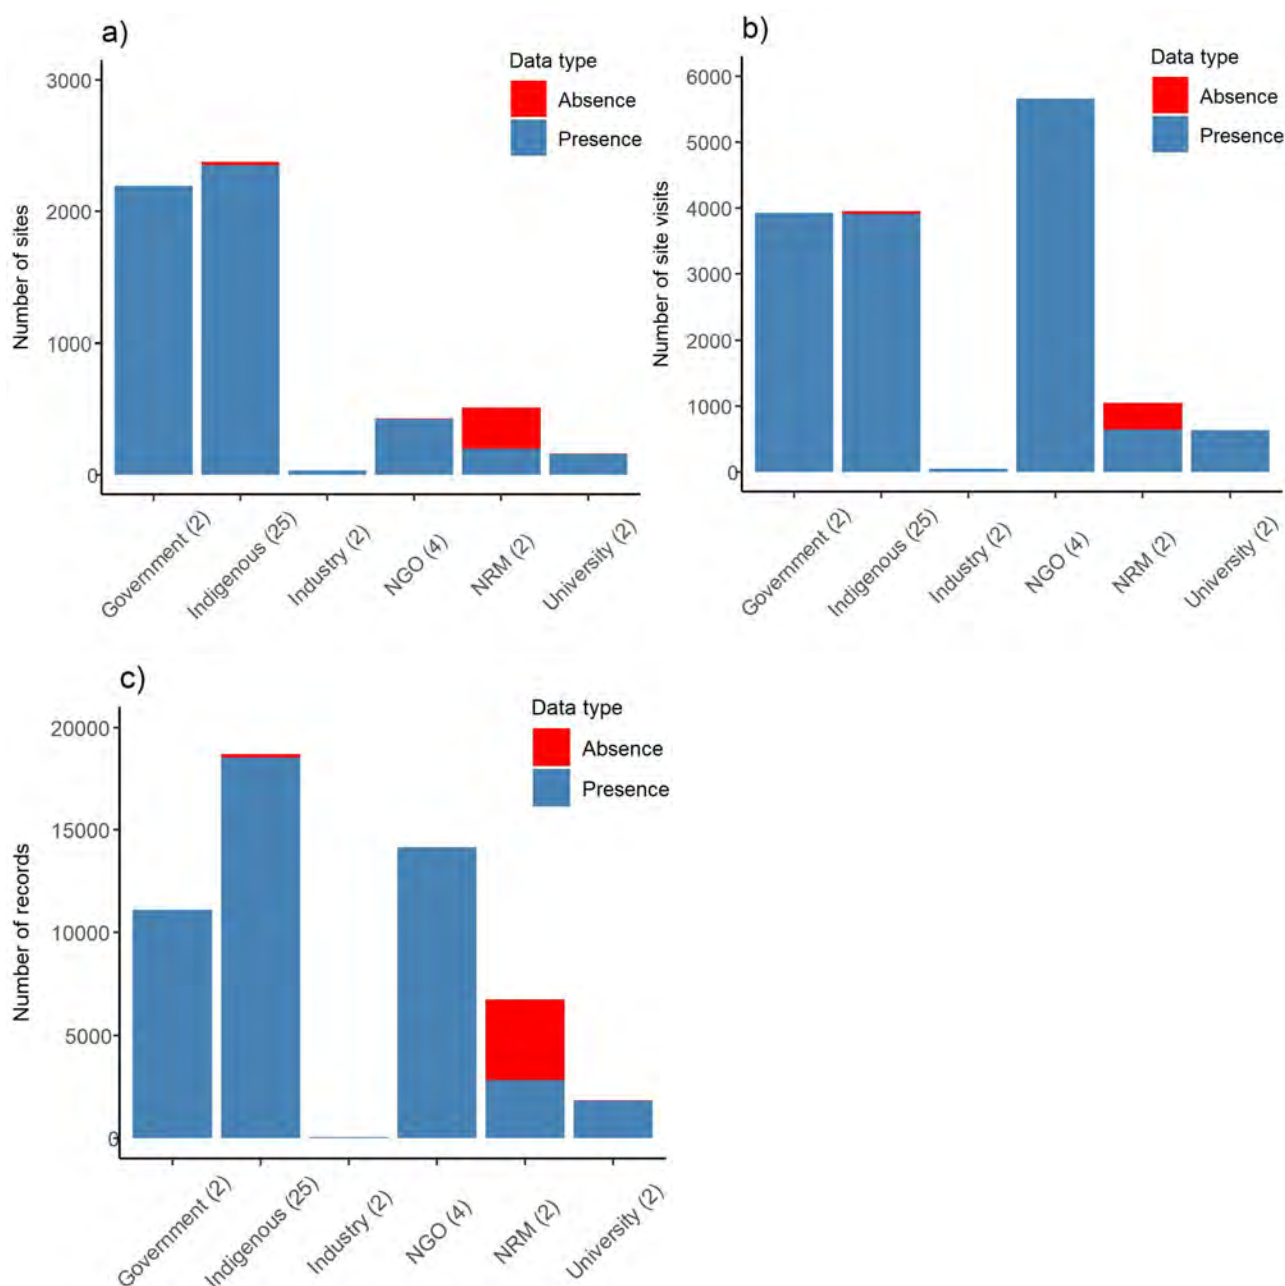 a)
Data type
Absence
Presence
3000
2000
1000
0
Number of sites
Government (2)
Indigenous (25)
Industry (2)
NGO (4)
NRM (2)
University (2)
b)
Data type
Absence
Presence
6000
5000
4000
3000
2000
1000
0
Number of site visits
Government (2)
Indigenous (25)
Industry (2)
NGO (4)
NRM (2)
University (2)
c)
Data type
Absence
Presence
20000
15000
10000
5000
0
Number of records
Government (2)
Indigenous (25)
Industry (2)
NGO (4)
NRM (2)
University (2)